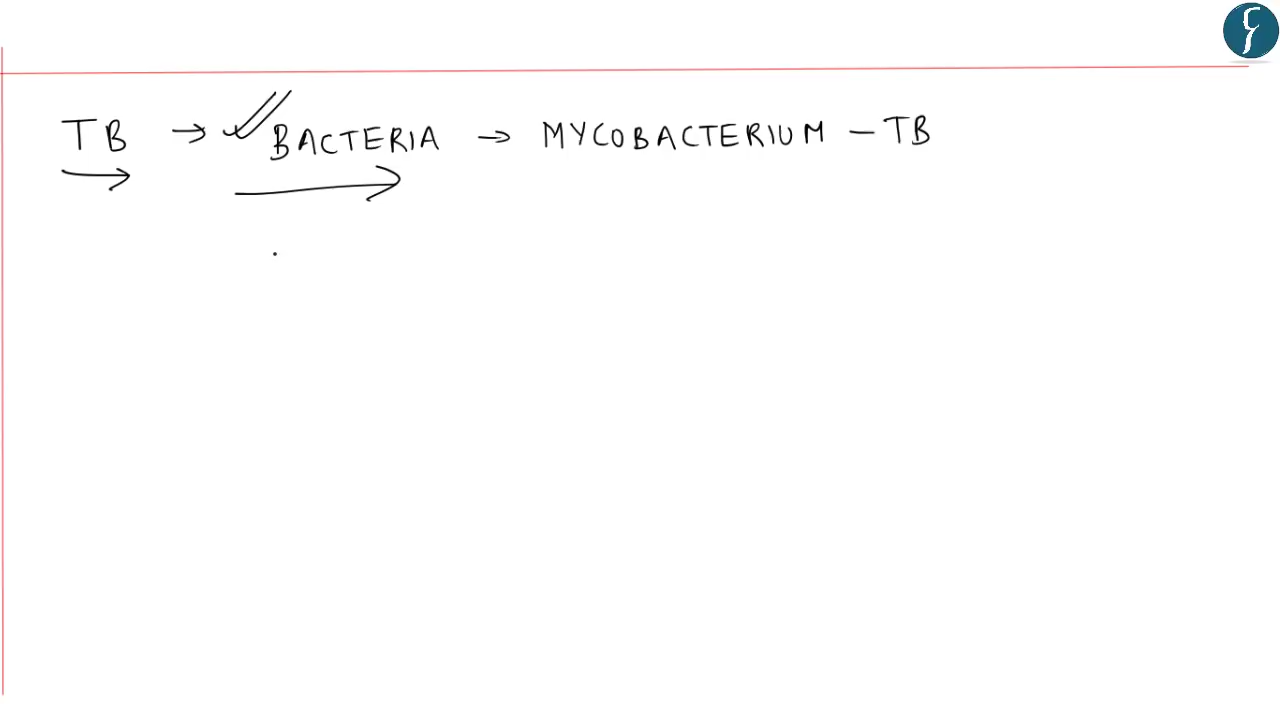 TB → BACTERIA → MYCOBACTERIUM – TB